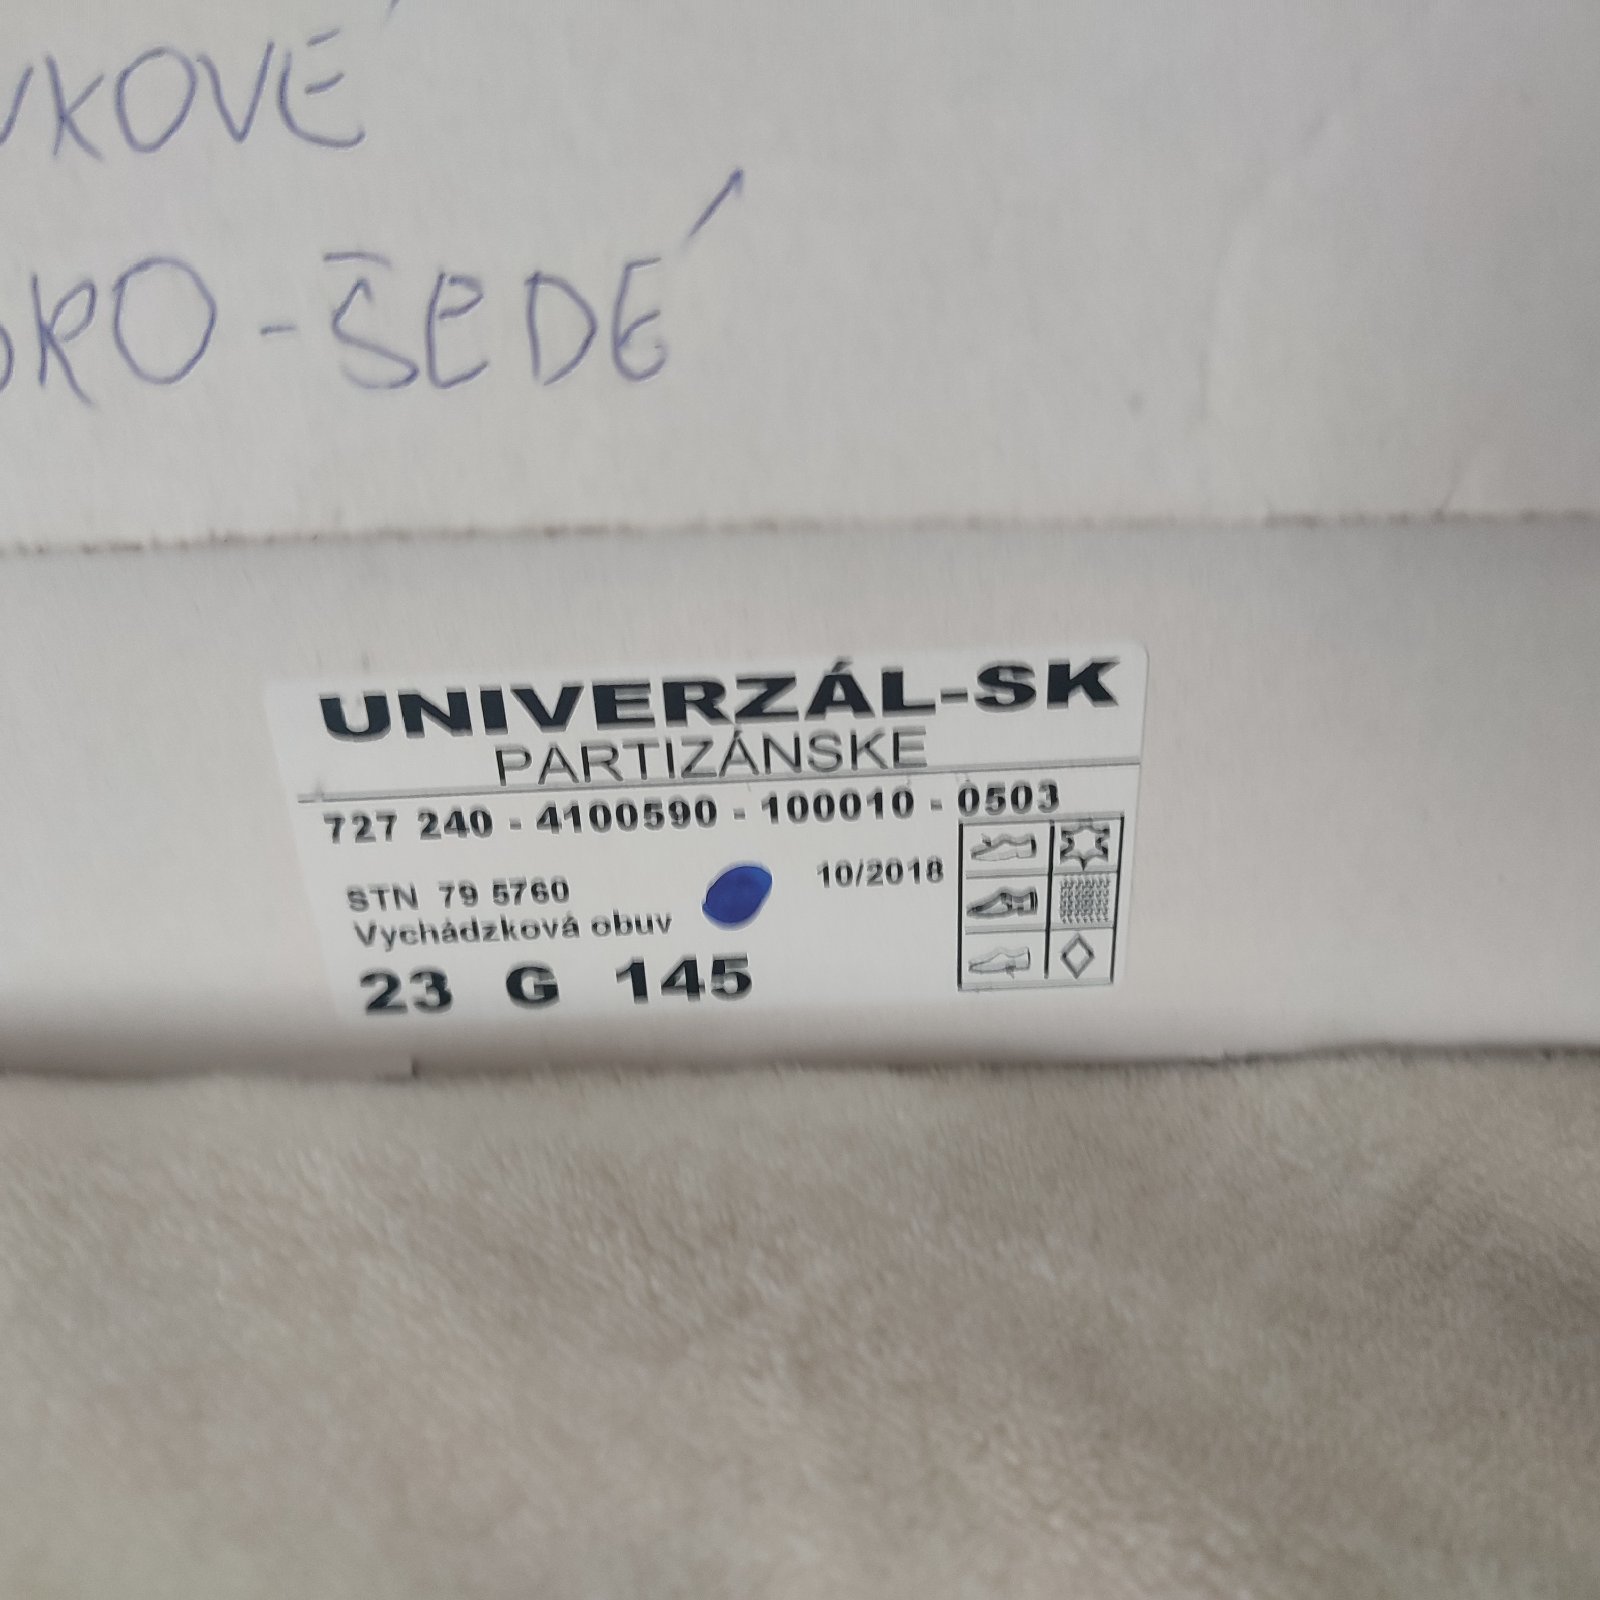 VKOVÉ
ORO-ŠEDÉ
UNIVERZÁL-SK
PARTIZÁNSKE
727 240 - 4100590 - 100010 - 0503
STN 79 5760
10/2018
Vychádzková obuv
23 G 145